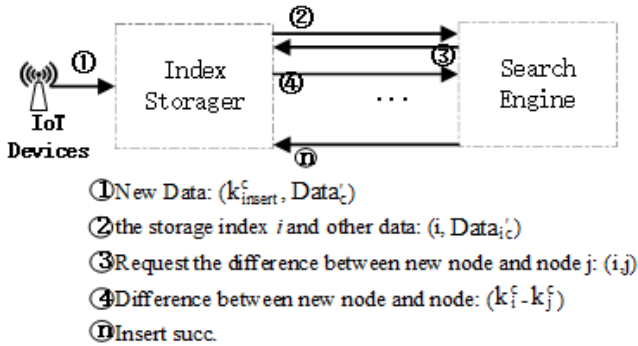 ②
①
③
④
Index
Storager
Search
Engine
...
IoT
Devices
ⓝ
①New Data: (k^c_insert, Data'_c)
②the storage index i and other data: (i, Data'_ic)
③Request the difference between new node and node j: (i,j)
④Difference between new node and node: (k^c_i - k^c_j)
ⓝInsert succ.